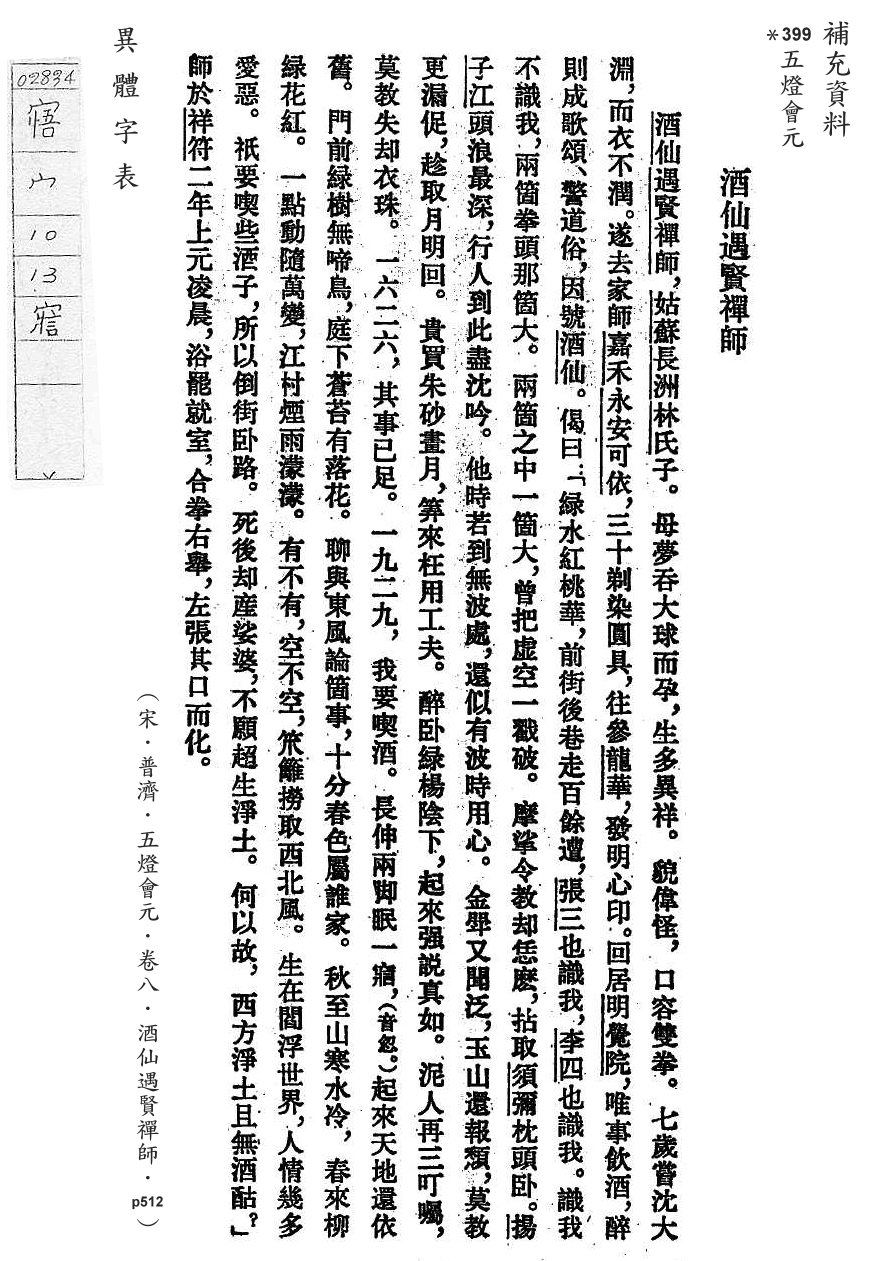 補充資料
*399
五燈會元
酒仙遇賢禪師
酒仙遇賢禪師，姑蘇長洲林氏子。母夢吞大球而孕，生多異祥。貌偉怪，口容雙拳。七歲嘗沈大
淵，而衣不潤。遂去家師嘉禾永安可依，三十剃染圓具，往參龍華，發明心印。回居明覺院，唯事飲酒，醉
則成歌頌、警道俗，因號酒仙。偈曰：「綠水紅桃華，前街後巷走百餘遭，張三也識我，李四也識我。識我
不識我，兩箇拳頭那箇大。兩箇之中一箇大，曾把虛空一戳破。摩挲令教却恁麽，拈取須彌枕頭卧。揚
子江頭浪最深，行人到此盡沈吟。他時若到無波處，還似有波時用心。金斝又聞泛，玉山還報頽，莫教
更漏促，趁取月明回。貴買朱砂畫月，筭來枉用工夫。醉卧綠楊陰下，起來强説真如。泥人再三叮囑，
莫教失却衣珠。一六二六，其事已足。一九二九，我要喫酒。長伸兩脚眠一寤，（音忽。）起來天地還依
舊。門前綠樹無啼鳥，庭下蒼苔有落花。聊與東風論箇事，十分春色屬誰家。秋至山寒水冷，春來柳
綠花紅。一點動隨萬變，江村煙雨濛濛。有不有，空不空，笊籬撈取西北風。生在閻浮世界，人情幾多
愛惡。祇要喫些酒子，所以倒街卧路。死後却産娑婆，不願超生淨土。何以故，西方淨土且無酒酤？」
師於祥符二年上元凌晨，浴罷就室，合拳右舉，左張其口而化。
（宋．普濟．五燈會元．卷八．酒仙遇賢禪師．p512）
異體字表
02834
寤
宀
10
13